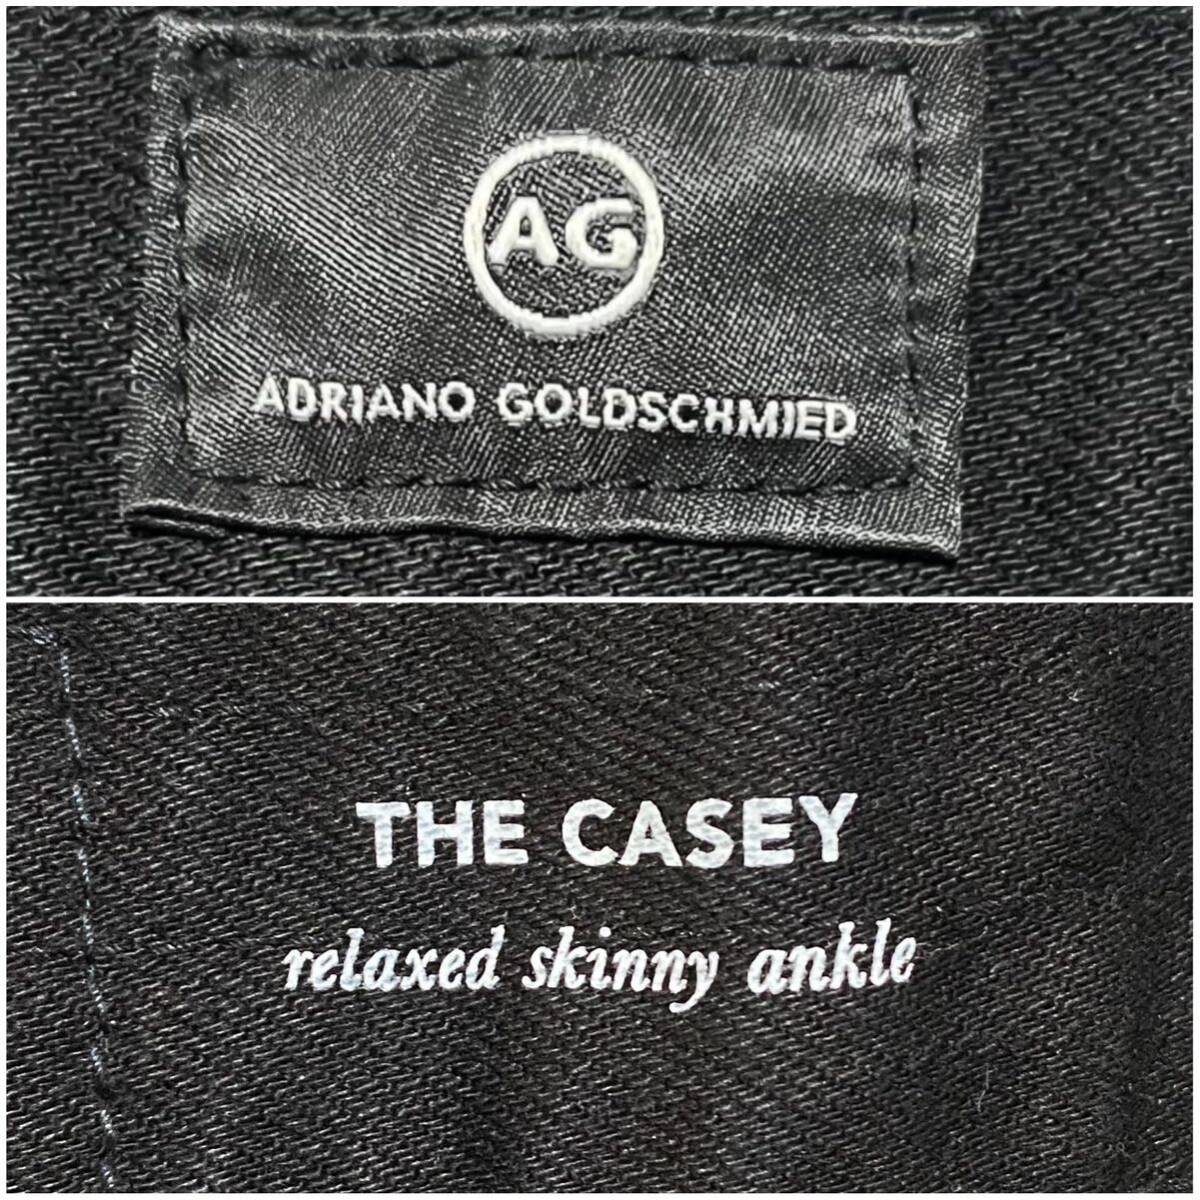 AG
ADRIANO GOLDSCHMIED
THE CASEY
relaxed skinny ankle